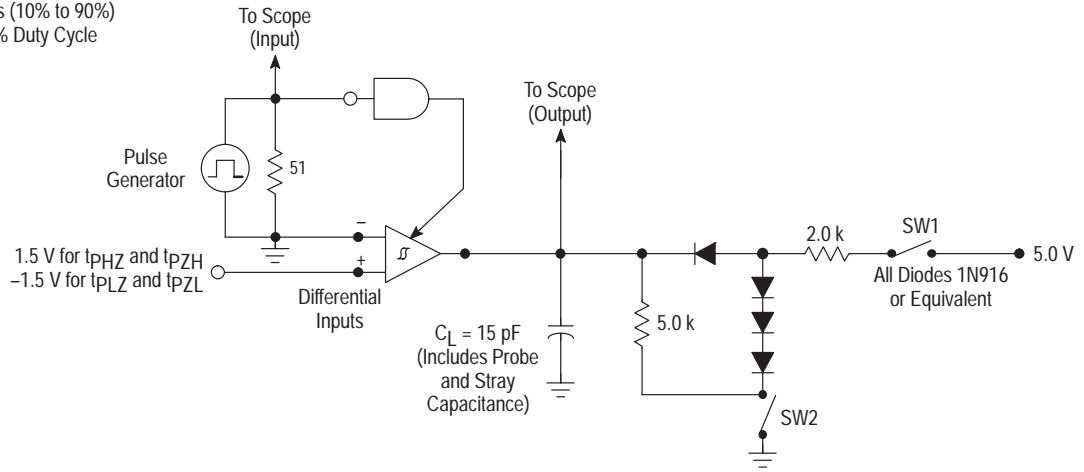 s (10% to 90%)
% Duty Cycle
To Scope
(Input)
To Scope
(Output)
Pulse
Generator
51
–
+
1.5 V for tPHZ and tPZH
–1.5 V for tPLZ and tPZL
Differential
Inputs
CL = 15 pF
(Includes Probe
and Stray
Capacitance)
5.0 k
2.0 k
SW1
5.0 V
All Diodes 1N916
or Equivalent
SW2